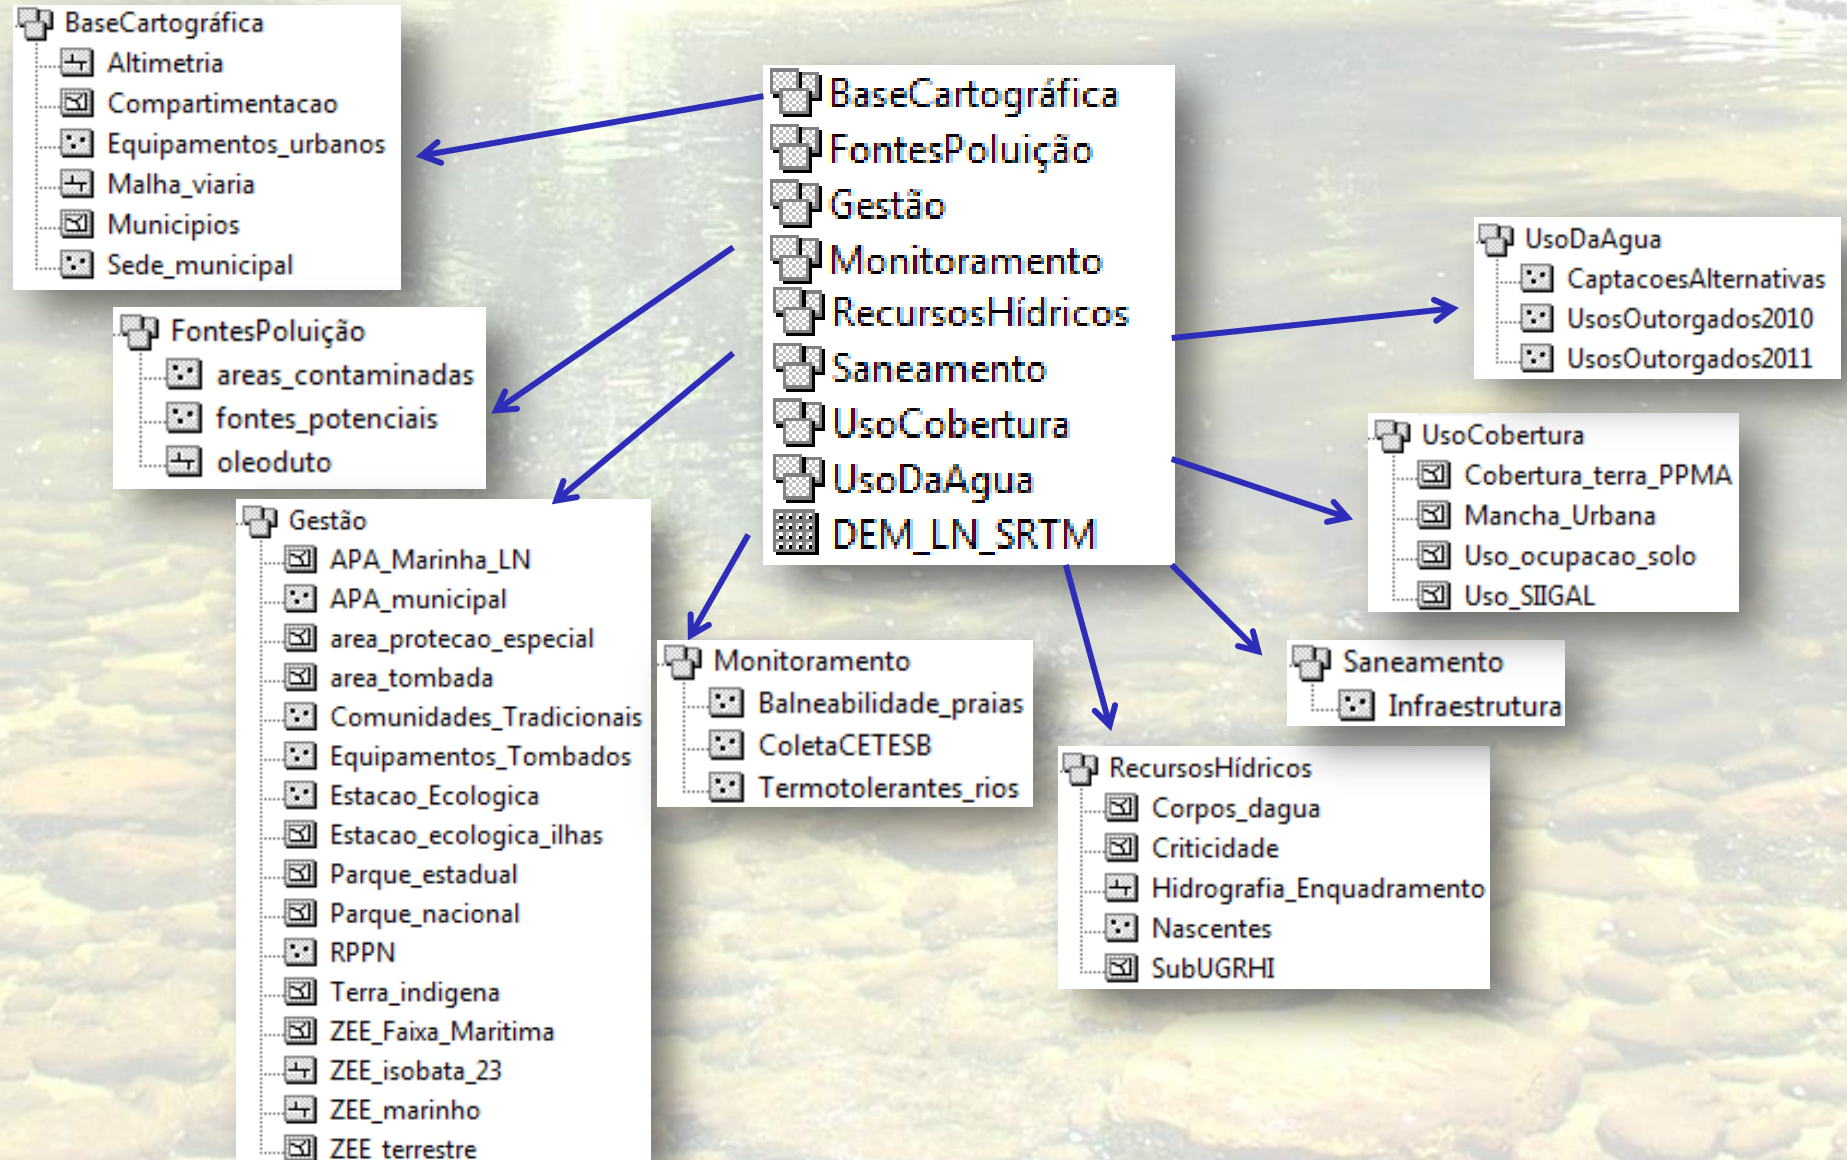 BaseCartográfica
Altimetria
Compartimentacao
Equipamentos_urbanos
Malha_viaria
Municipios
Sede_municipal
BaseCartográfica
FontesPoluição
Gestão
Monitoramento
RecursosHídricos
Saneamento
UsoCobertura
UsoDaAgua
DEM_LN_SRTM
UsoDaAgua
CaptacoesAlternativas
UsosOutorgados2010
UsosOutorgados2011
FontesPoluição
areas_contaminadas
fontes_potenciais
oleoduto
UsoCobertura
Cobertura_terra_PPMA
Mancha_Urbana
Uso_ocupacao_solo
Uso_SIIGAL
Gestão
APA_Marinha_LN
APA_municipal
area_protecao_especial
area_tombada
Comunidades_Tradicionais
Equipamentos_Tombados
Estacao_Ecologica
Estacao_ecologica_ilhas
Parque_estadual
Parque_nacional
RPPN
Terra_indigena
ZEE_Faixa_Maritima
ZEE_isobata_23
ZEE_marinho
ZEE_terrestre
Monitoramento
Balneabilidade_praias
ColetaCETESB
Termotolerantes_rios
Saneamento
Infraestrutura
RecursosHídricos
Corpos_dagua
Criticidade
Hidrografia_Enquadramento
Nascentes
SubUGRHI